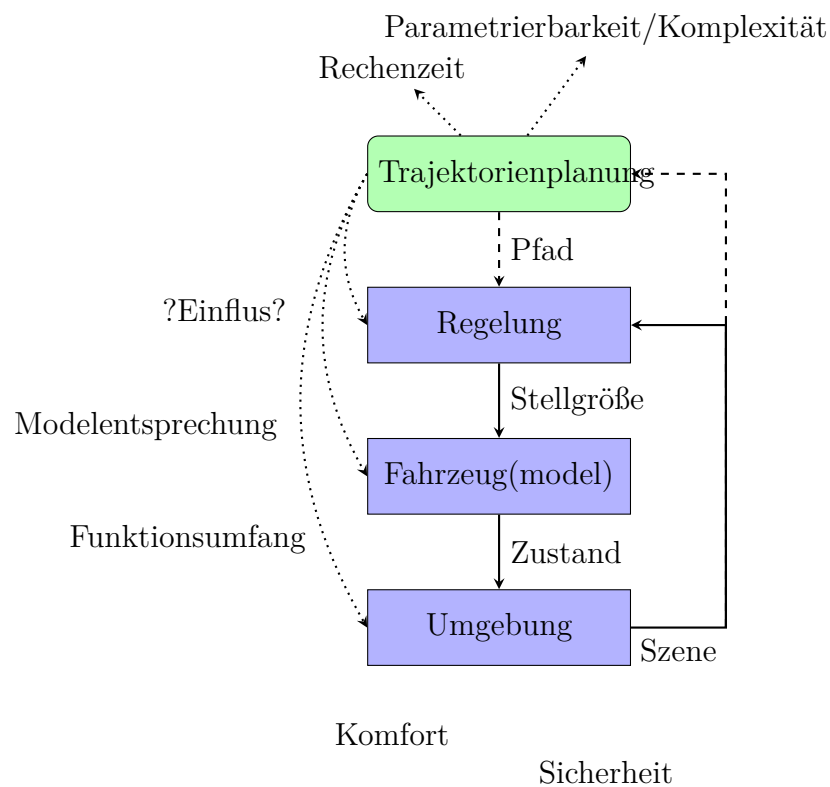 Parametrierbarkeit/Komplexität
Rechenzeit
Trajektorienplanung
Pfad
?Einflus?
Regelung
Stellgröße
Modelentsprechung
Fahrzeug(model)
Funktionsumfang
Zustand
Umgebung
Szene
Komfort
Sicherheit